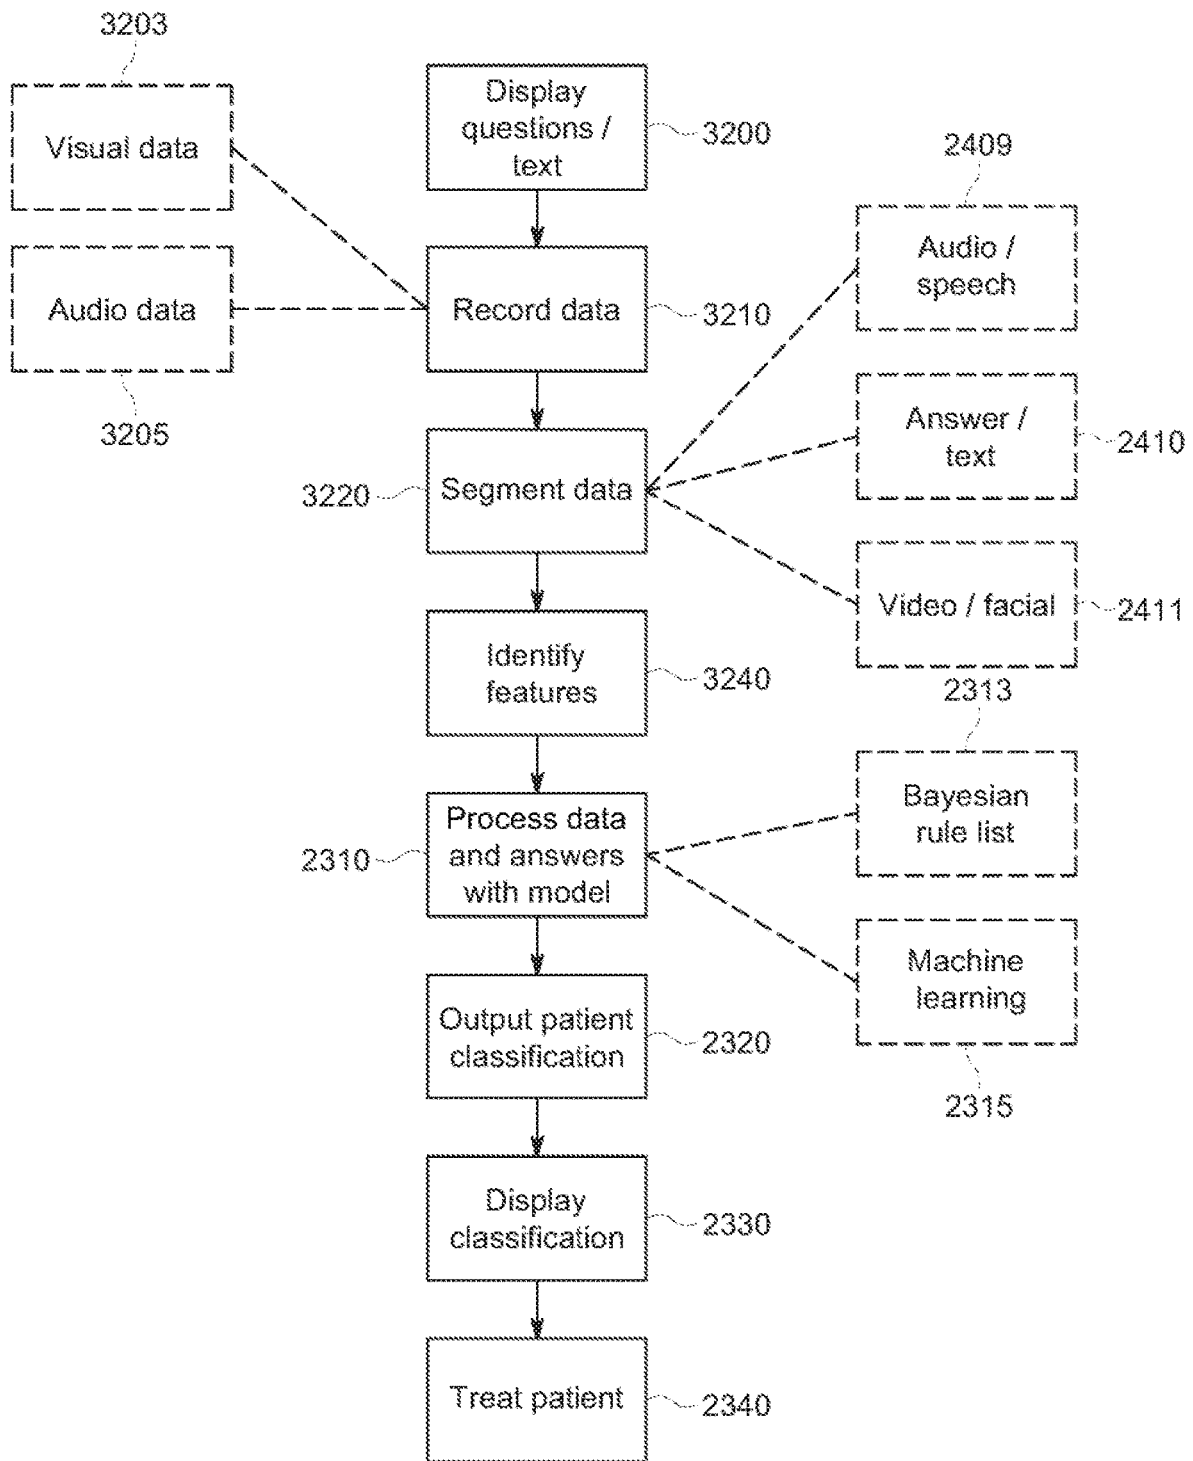 3203
Visual data
Display
questions /
text
3200
2409
Audio /
speech
Audio data
3205
Record data
3210
Answer /
text
2410
3220
Segment data
Video / facial
2411
Identify
features
3240
2313
Bayesian
rule list
2310
Process data
and answers
with model
Machine
learning
2315
Output patient
classification
2320
Display
classification
2330
Treat patient
2340